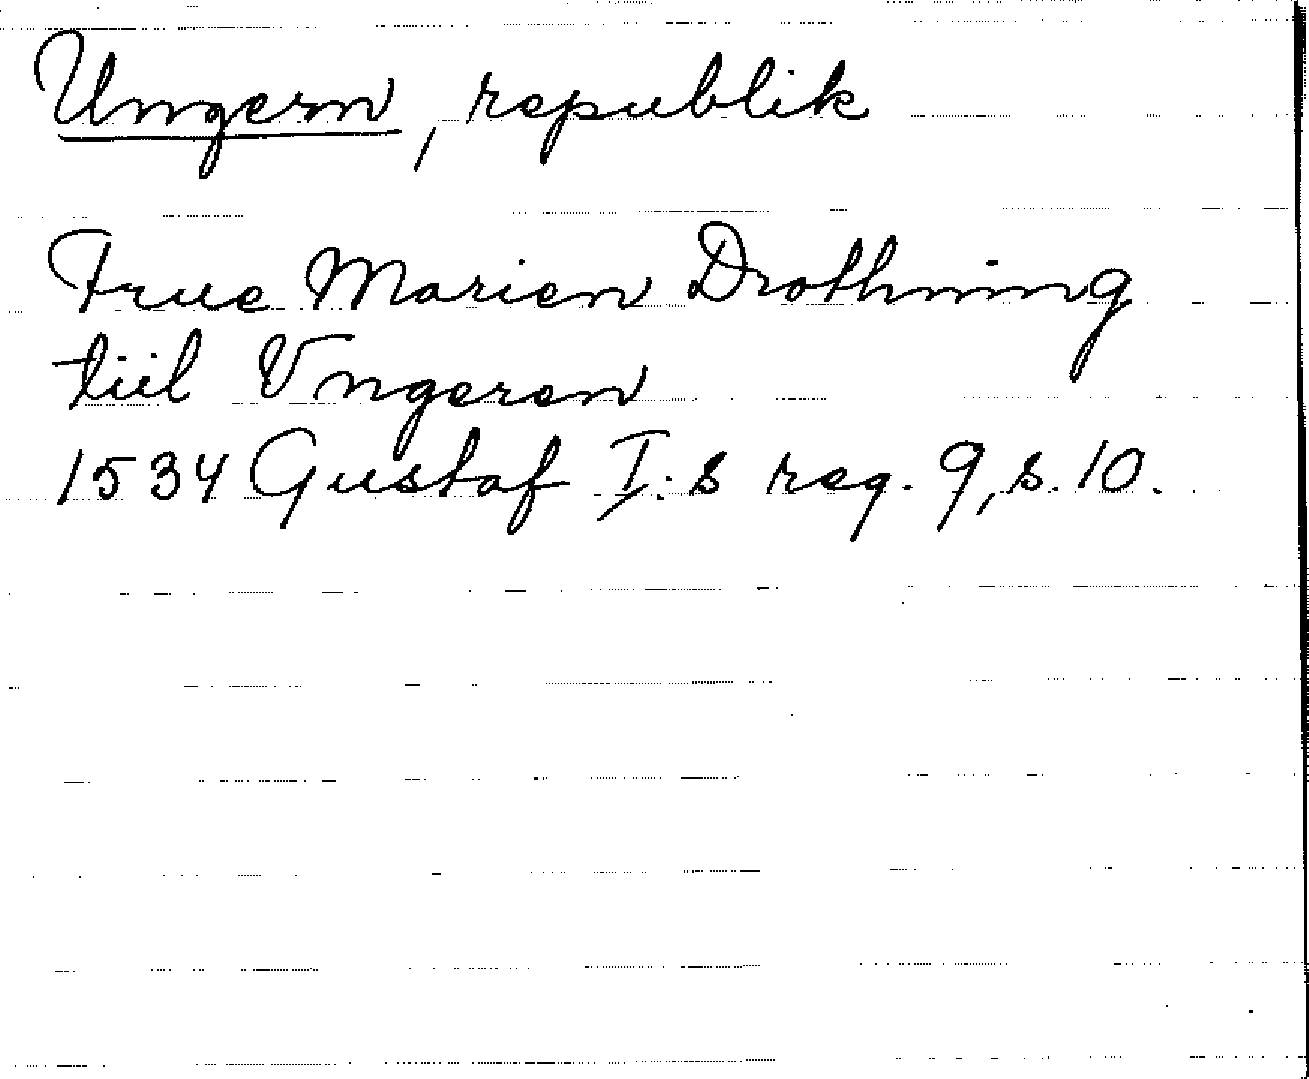 Ungern, republik
Frue Marien Drothning
tiil Vngeren
1534 Gustaf I:s reg. 9, s. 10.